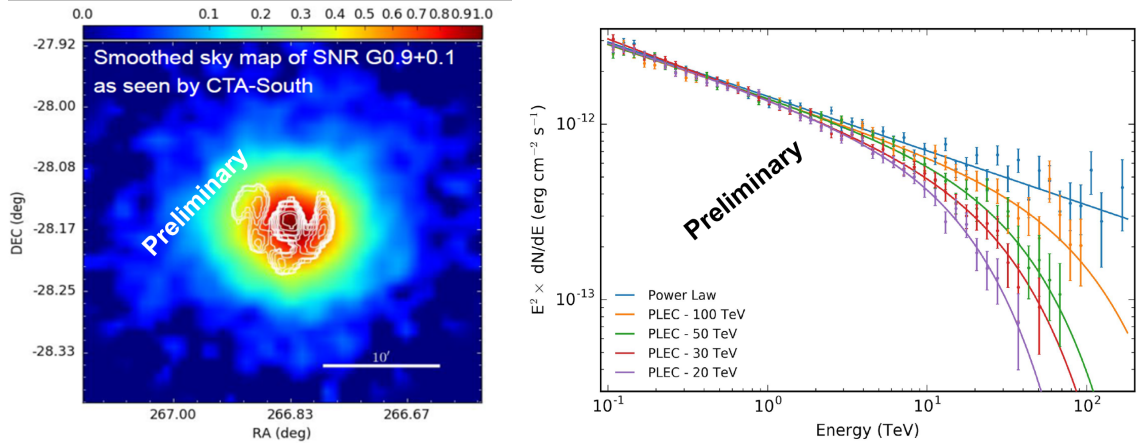 0.0 0.1 0.2 0.3 0.4 0.5 0.6 0.7 0.8 0.9 1.0
Smoothed sky map of SNR G0.9+0.1
as seen by CTA-South
Preliminary
-27.92
-28.00
-28.08
-28.17
-28.25
-28.33
DEC (deg)
10′
267.00 266.83 266.67
RA (deg)
E² × dN/dE (erg cm⁻² s⁻¹)
10⁻¹²
10⁻¹³
Preliminary
Power Law
PLEC - 100 TeV
PLEC - 50 TeV
PLEC - 30 TeV
PLEC - 20 TeV
10⁻¹ 10⁰ 10¹ 10²
Energy (TeV)